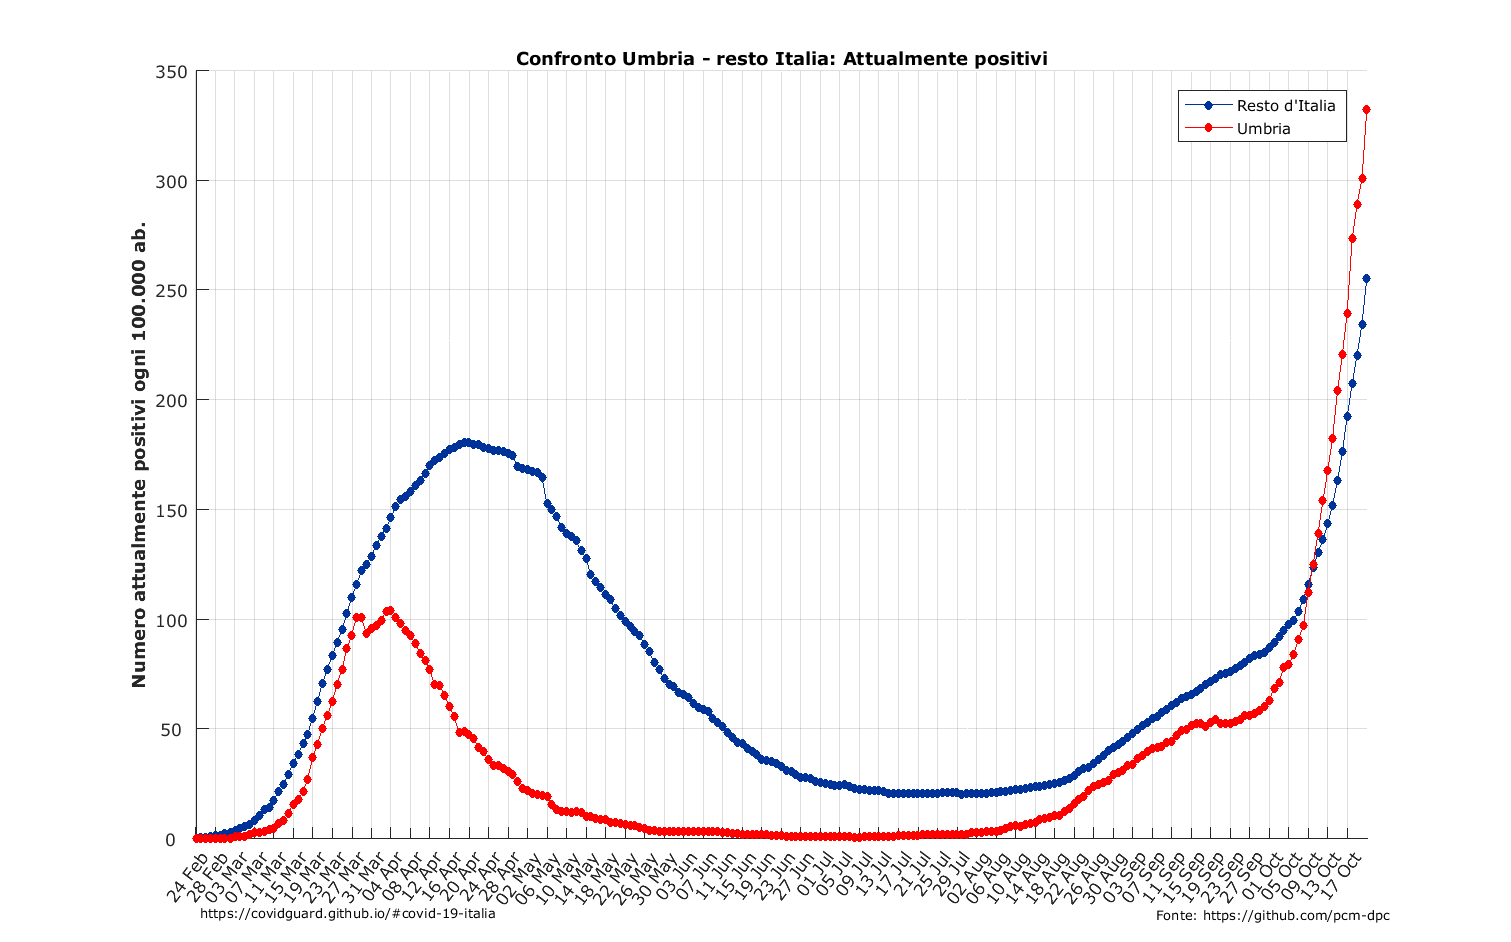 Confronto Umbria - resto Italia: Attualmente positivi
350
300
250
200
150
100
50
0
Numero attualmente positivi ogni 100.000 ab.
Resto d'Italia
Umbria
24 Feb
28 Feb
03 Mar
07 Mar
11 Mar
15 Mar
19 Mar
23 Mar
27 Mar
31 Mar
04 Apr
08 Apr
12 Apr
16 Apr
20 Apr
24 Apr
28 Apr
02 May
06 May
10 May
14 May
18 May
22 May
26 May
30 May
03 Jun
07 Jun
11 Jun
15 Jun
19 Jun
23 Jun
27 Jun
01 Jul
05 Jul
09 Jul
13 Jul
17 Jul
21 Jul
25 Jul
29 Jul
02 Aug
06 Aug
10 Aug
14 Aug
18 Aug
22 Aug
26 Aug
30 Aug
03 Sep
07 Sep
11 Sep
15 Sep
19 Sep
23 Sep
27 Sep
01 Oct
05 Oct
09 Oct
13 Oct
17 Oct
https://covidguard.github.io/#covid-19-italia
Fonte: https://github.com/pcm-dpc